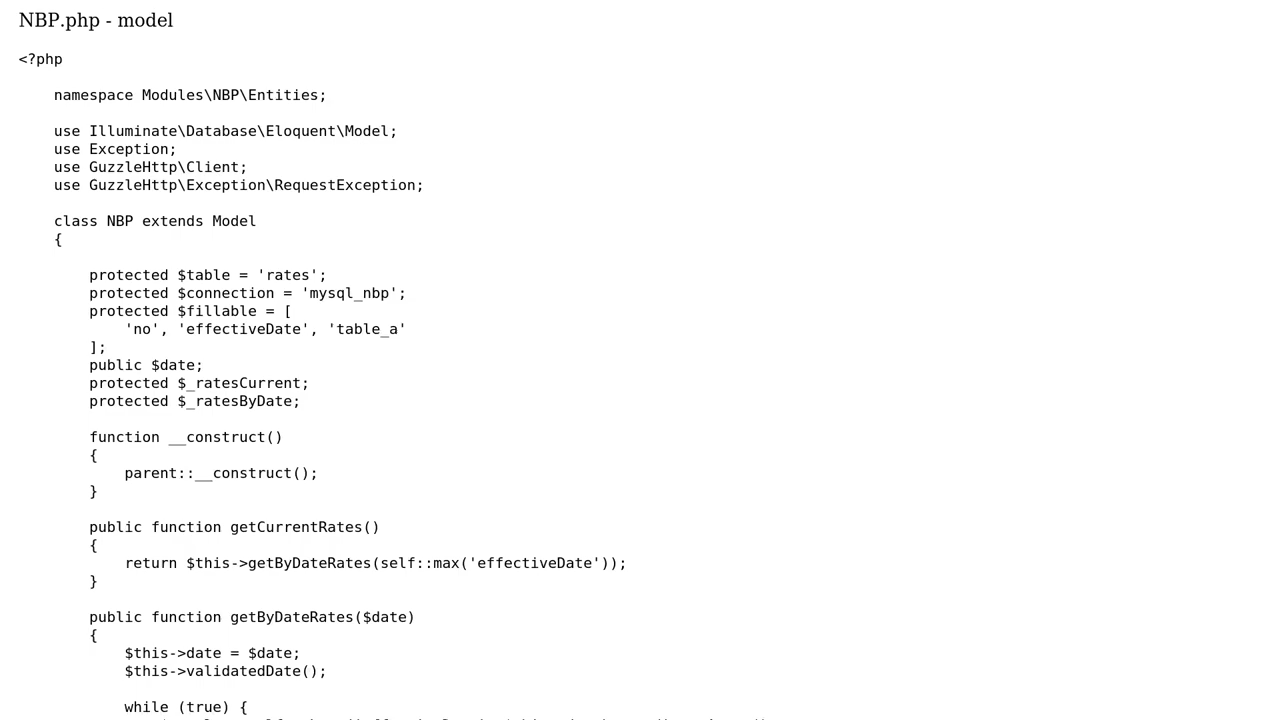 NBP.php - model
<?php
namespace Modules\NBP\Entities;
use Illuminate\Database\Eloquent\Model;
use Exception;
use GuzzleHttp\Client;
use GuzzleHttp\Exception\RequestException;
class NBP extends Model
{
protected $table = 'rates';
protected $connection = 'mysql_nbp';
protected $fillable = [
'no', 'effectiveDate', 'table_a'
];
public $date;
protected $_ratesCurrent;
protected $_ratesByDate;
function __construct()
{
parent::__construct();
}
public function getCurrentRates()
{
return $this->getByDateRates(self::max('effectiveDate'));
}
public function getByDateRates($date)
{
$this->date = $date;
$this->validatedDate();
while (true) {